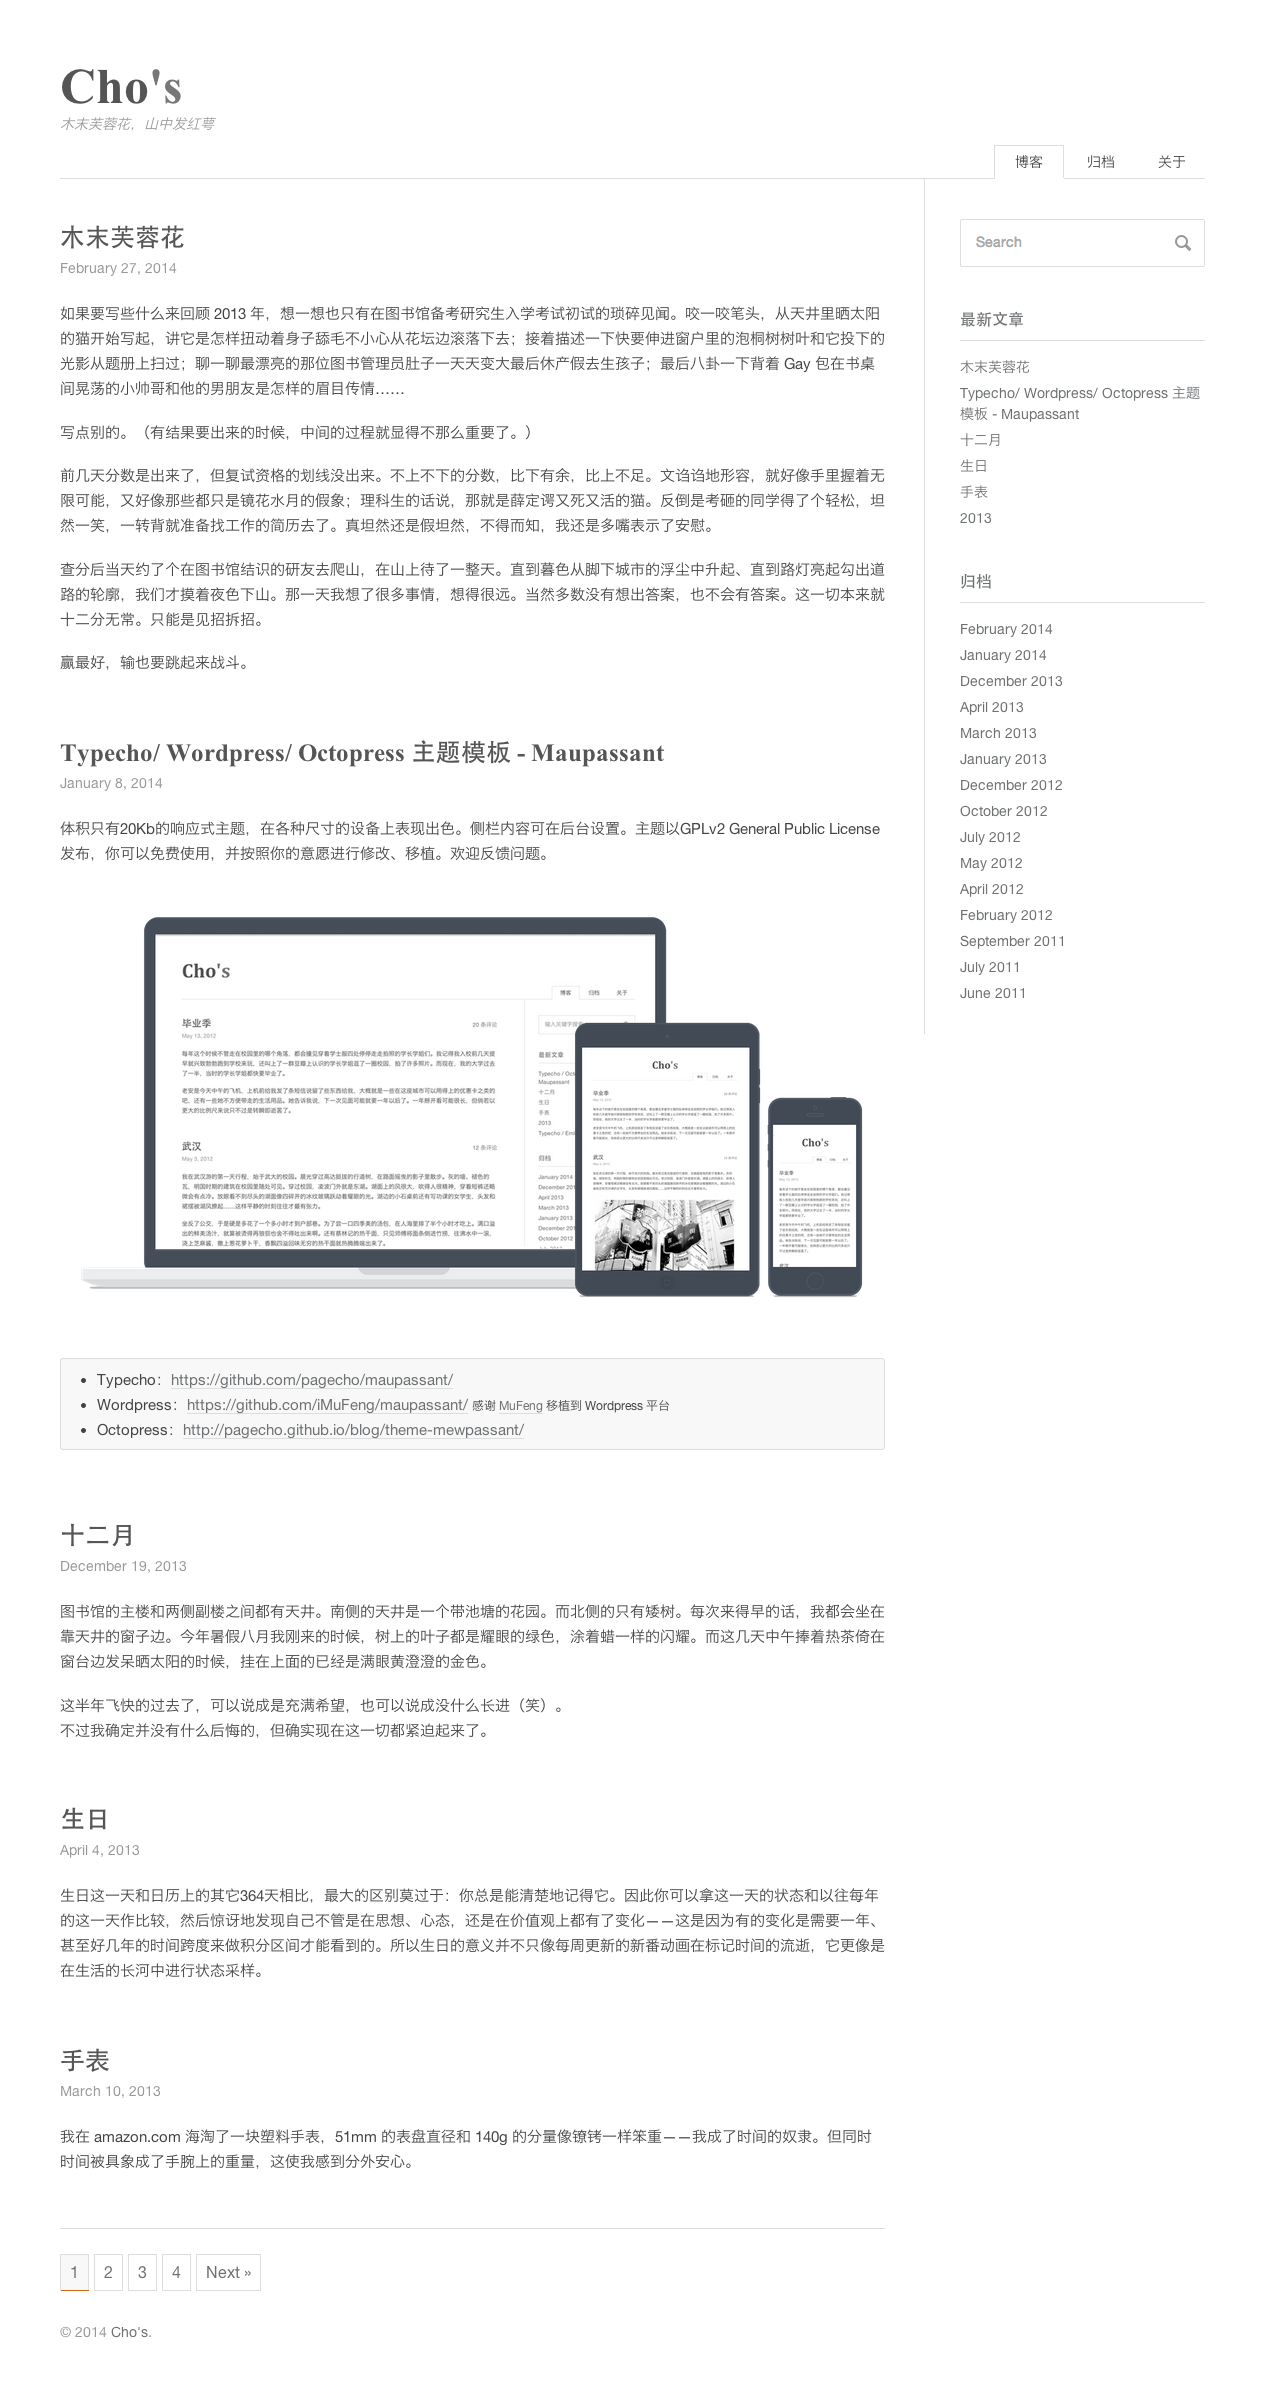 Cho's
木末芙蓉花，山中发红萼
博客 归档 关于
木末芙蓉花
February 27, 2014
如果要写些什么来回顾 2013 年，想一想也只有在图书馆备考研究生入学考试初试的琐碎见闻。咬一咬笔头，从天井里晒太阳
的猫开始写起，讲它是怎样扭动着身子舔毛不小心从花坛边滚落下去；接着描述一下快要伸进窗户里的泡桐树树叶和它投下的
光影从题册上扫过；聊一聊最漂亮的那位图书管理员肚子一天天变大最后休产假去生孩子；最后八卦一下背着 Gay 包在书桌
间晃荡的小帅哥和他的男朋友是怎样的眉目传情……
写点别的。（有结果要出来的时候，中间的过程就显得不那么重要了。）
前几天分数是出来了，但复试资格的划线没出来。不上不下的分数，比下有余，比上不足。文诌诌地形容，就好像手里握着无
限可能，又好像那些都只是镜花水月的假象；理科生的话说，那就是薛定谔又死又活的猫。反倒是考砸的同学得了个轻松，坦
然一笑，一转背就准备找工作的简历去了。真坦然还是假坦然，不得而知，我还是多嘴表示了安慰。
查分后当天约了个在图书馆结识的研友去爬山，在山上待了一整天。直到暮色从脚下城市的浮尘中升起、直到路灯亮起勾出道
路的轮廓，我们才摸着夜色下山。那一天我想了很多事情，想得很远。当然多数没有想出答案，也不会有答案。这一切本来就
十二分无常。只能是见招拆招。
赢最好，输也要跳起来战斗。
Typecho/ Wordpress/ Octopress 主题模板 - Maupassant
January 8, 2014
体积只有20Kb的响应式主题，在各种尺寸的设备上表现出色。侧栏内容可在后台设置。主题以GPLv2 General Public License
发布，你可以免费使用，并按照你的意愿进行修改、移植。欢迎反馈问题。
Cho's
博客 归档 关于
毕业季
20 条评论
May 13, 2012
武汉
12 条评论
May 3, 2012
最新文章
十二月
生日
手表
2013
归档
January 2014
April 2013
March 2013
January 2013
Cho's
毕业季
武汉
Cho's
毕业季
• Typecho：https://github.com/pagecho/maupassant/
• Wordpress：https://github.com/iMuFeng/maupassant/ 感谢 MuFeng 移植到 Wordpress 平台
• Octopress：http://pagecho.github.io/blog/theme-mewpassant/
十二月
December 19, 2013
图书馆的主楼和两侧副楼之间都有天井。南侧的天井是一个带池塘的花园。而北侧的只有矮树。每次来得早的话，我都会坐在
靠天井的窗子边。今年暑假八月我刚来的时候，树上的叶子都是耀眼的绿色，涂着蜡一样的闪耀。而这几天中午捧着热茶倚在
窗台边发呆晒太阳的时候，挂在上面的已经是满眼黄澄澄的金色。
这半年飞快的过去了，可以说成是充满希望，也可以说成没什么长进（笑）。
不过我确定并没有什么后悔的，但确实现在这一切都紧迫起来了。
生日
April 4, 2013
生日这一天和日历上的其它364天相比，最大的区别莫过于：你总是能清楚地记得它。因此你可以拿这一天的状态和以往每年
的这一天作比较，然后惊讶地发现自己不管是在思想、心态，还是在价值观上都有了变化——这是因为有的变化是需要一年、
甚至好几年的时间跨度来做积分区间才能看到的。所以生日的意义并不只像每周更新的新番动画在标记时间的流逝，它更像是
在生活的长河中进行状态采样。
手表
March 10, 2013
我在 amazon.com 海淘了一块塑料手表，51mm 的表盘直径和 140g 的分量像镣铐一样笨重——我成了时间的奴隶。但同时
时间被具象成了手腕上的重量，这使我感到分外安心。
1 2 3 4 Next »
© 2014 Cho's.
Search
最新文章
木末芙蓉花
Typecho/ Wordpress/ Octopress 主题
模板 - Maupassant
十二月
生日
手表
2013
归档
February 2014
January 2014
December 2013
April 2013
March 2013
January 2013
December 2012
October 2012
July 2012
May 2012
April 2012
February 2012
September 2011
July 2011
June 2011